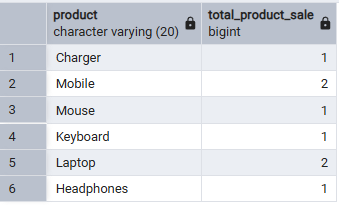 product total_product_sale
character varying (20) bigint
1 Charger 1
2 Mobile 2
3 Mouse 1
4 Keyboard 1
5 Laptop 2
6 Headphones 1